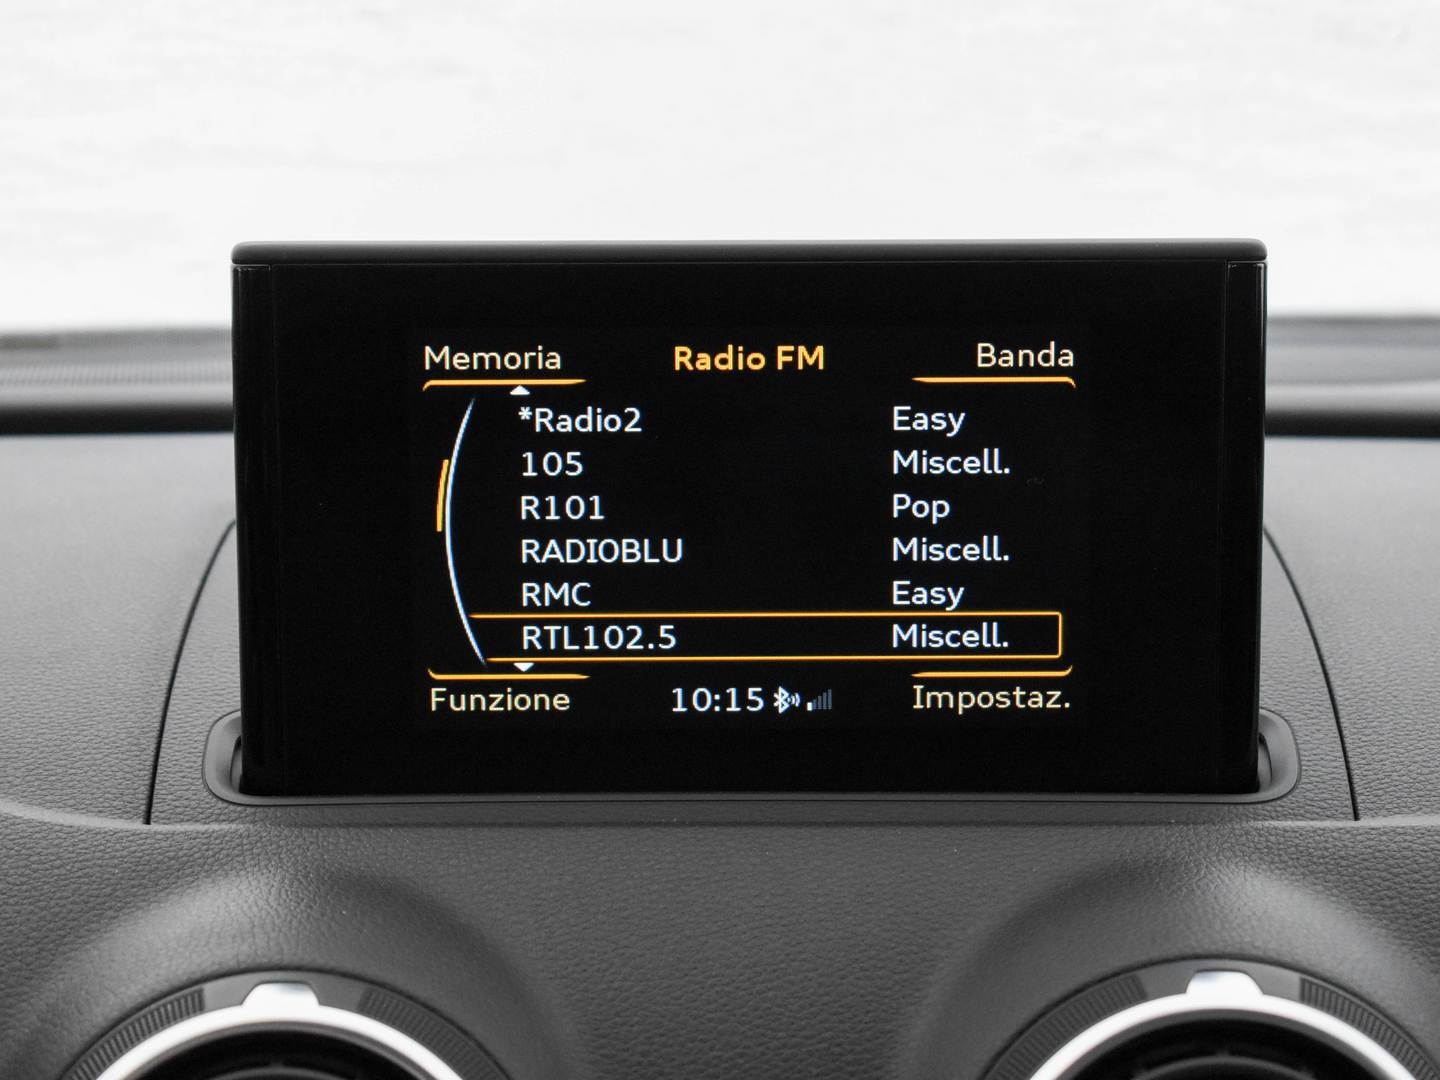 Memoria Radio FM Banda
*Radio2 Easy
105 Miscell.
R101 Pop
RADIOBLU Miscell.
RMC Easy
RTL102.5 Miscell.
Funzione 10:15 Impostaz.